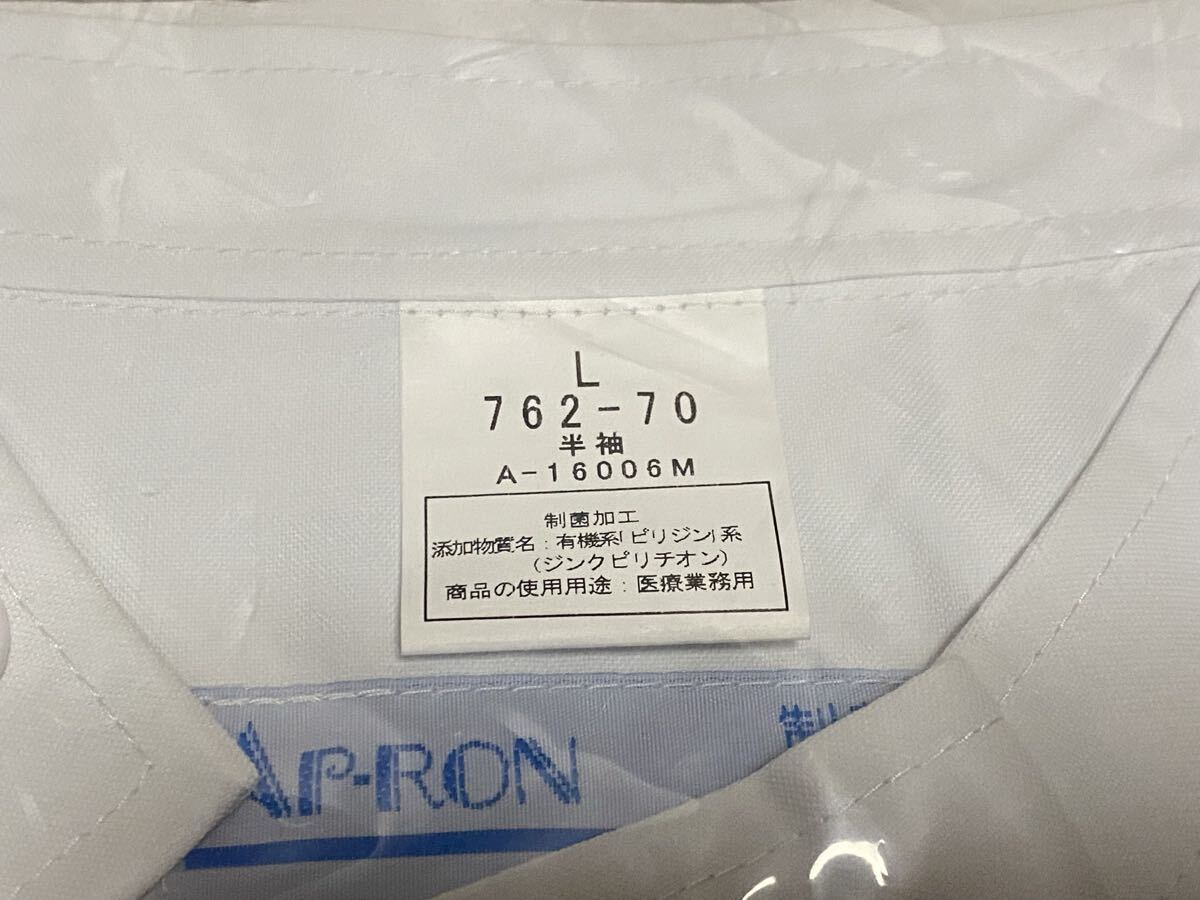 L
762-70
半袖
A-16006M
制菌加工
添加物質名：有機系「ピリジン」系
（ジンクピリチオン）
商品の使用用途：医療業務用
AP-RON
制